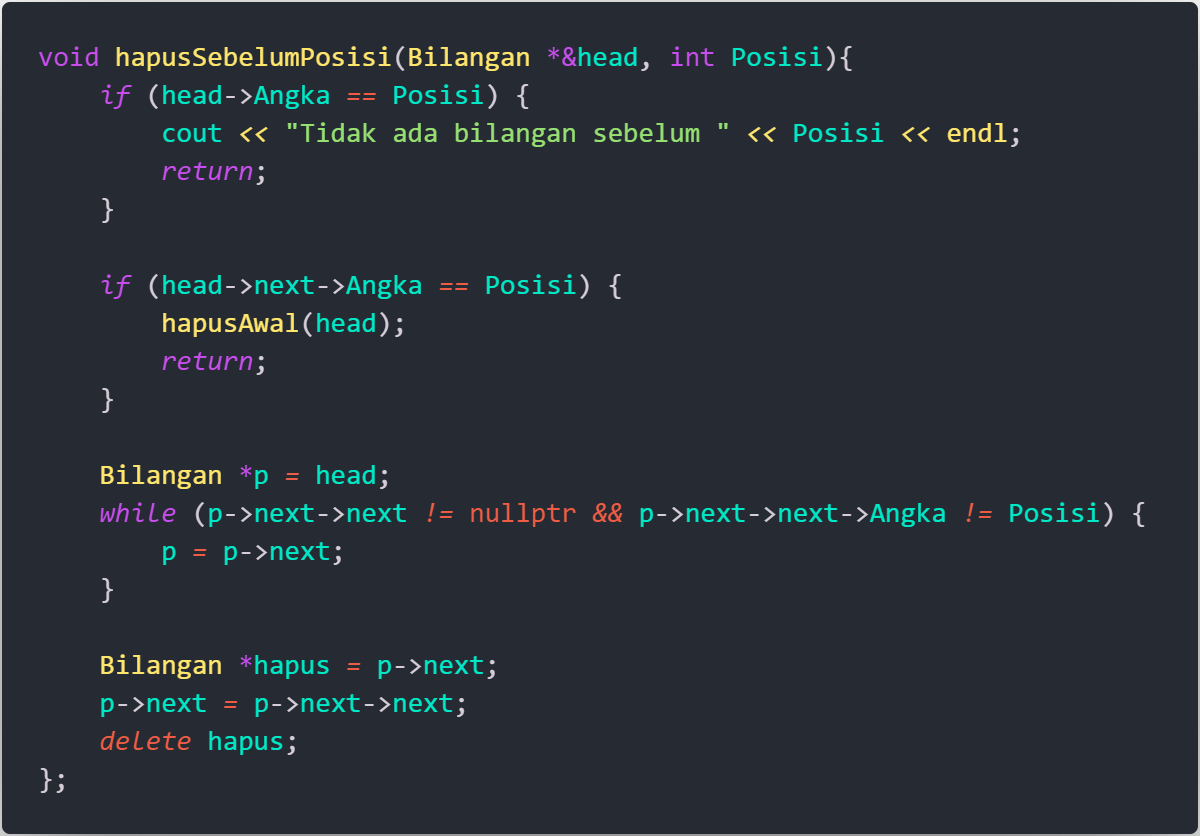 void hapusSebelumPosisi(Bilangan *&head, int Posisi){
    if (head->Angka == Posisi) {
        cout << "Tidak ada bilangan sebelum " << Posisi << endl;
        return;
    }

    if (head->next->Angka == Posisi) {
        hapusAwal(head);
        return;
    }

    Bilangan *p = head;
    while (p->next->next != nullptr && p->next->next->Angka != Posisi) {
        p = p->next;
    }

    Bilangan *hapus = p->next;
    p->next = p->next->next;
    delete hapus;
};